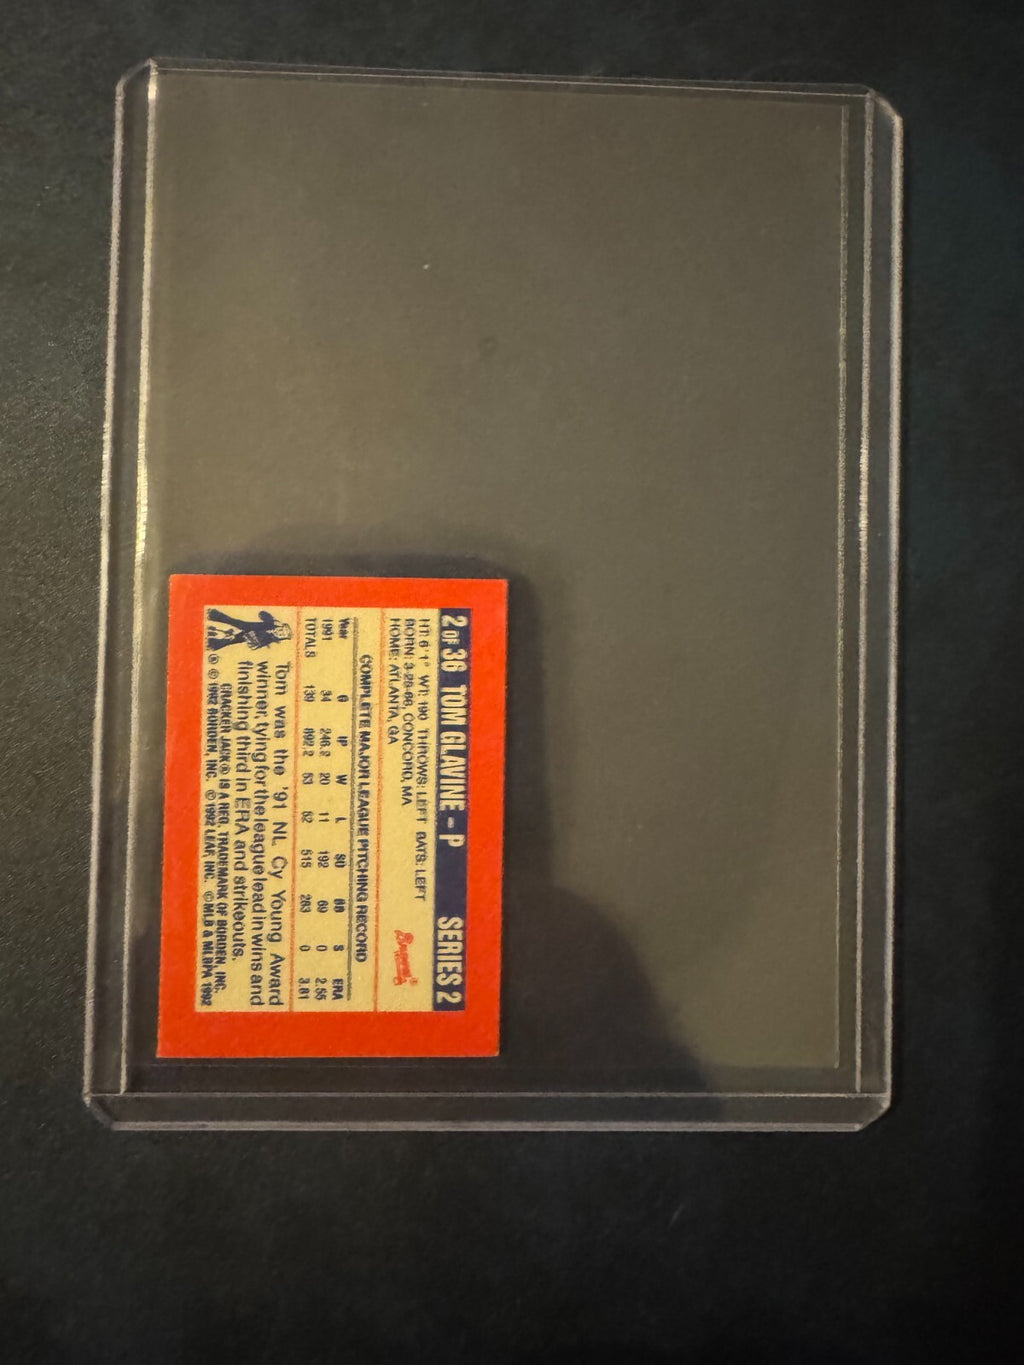 2 OF 36 TOM GLAVINE - P SERIES 2
HT: 6'1" WT: 190 THROWS: LEFT BATS: LEFT
BORN: 3-25-66, CONCORD, MA
HOME: ATLANTA, GA
Braves
COMPLETE MAJOR LEAGUE PITCHING RECORD
Year G IP W L SO BB S ERA
1991 34 246.2 20 11 192 69 0 2.55
TOTALS 139 892.2 53 52 515 283 0 3.81
Tom was the '91 NL Cy Young Award
winner, tying for the league lead in wins and
finishing third in ERA and strikeouts.
CRACKER JACK® IS A REG. TRADEMARK OF BORDEN, INC.
® © 1992 BORDEN, INC. © 1992 LEAF, INC. © MLB & MLBPA 1992